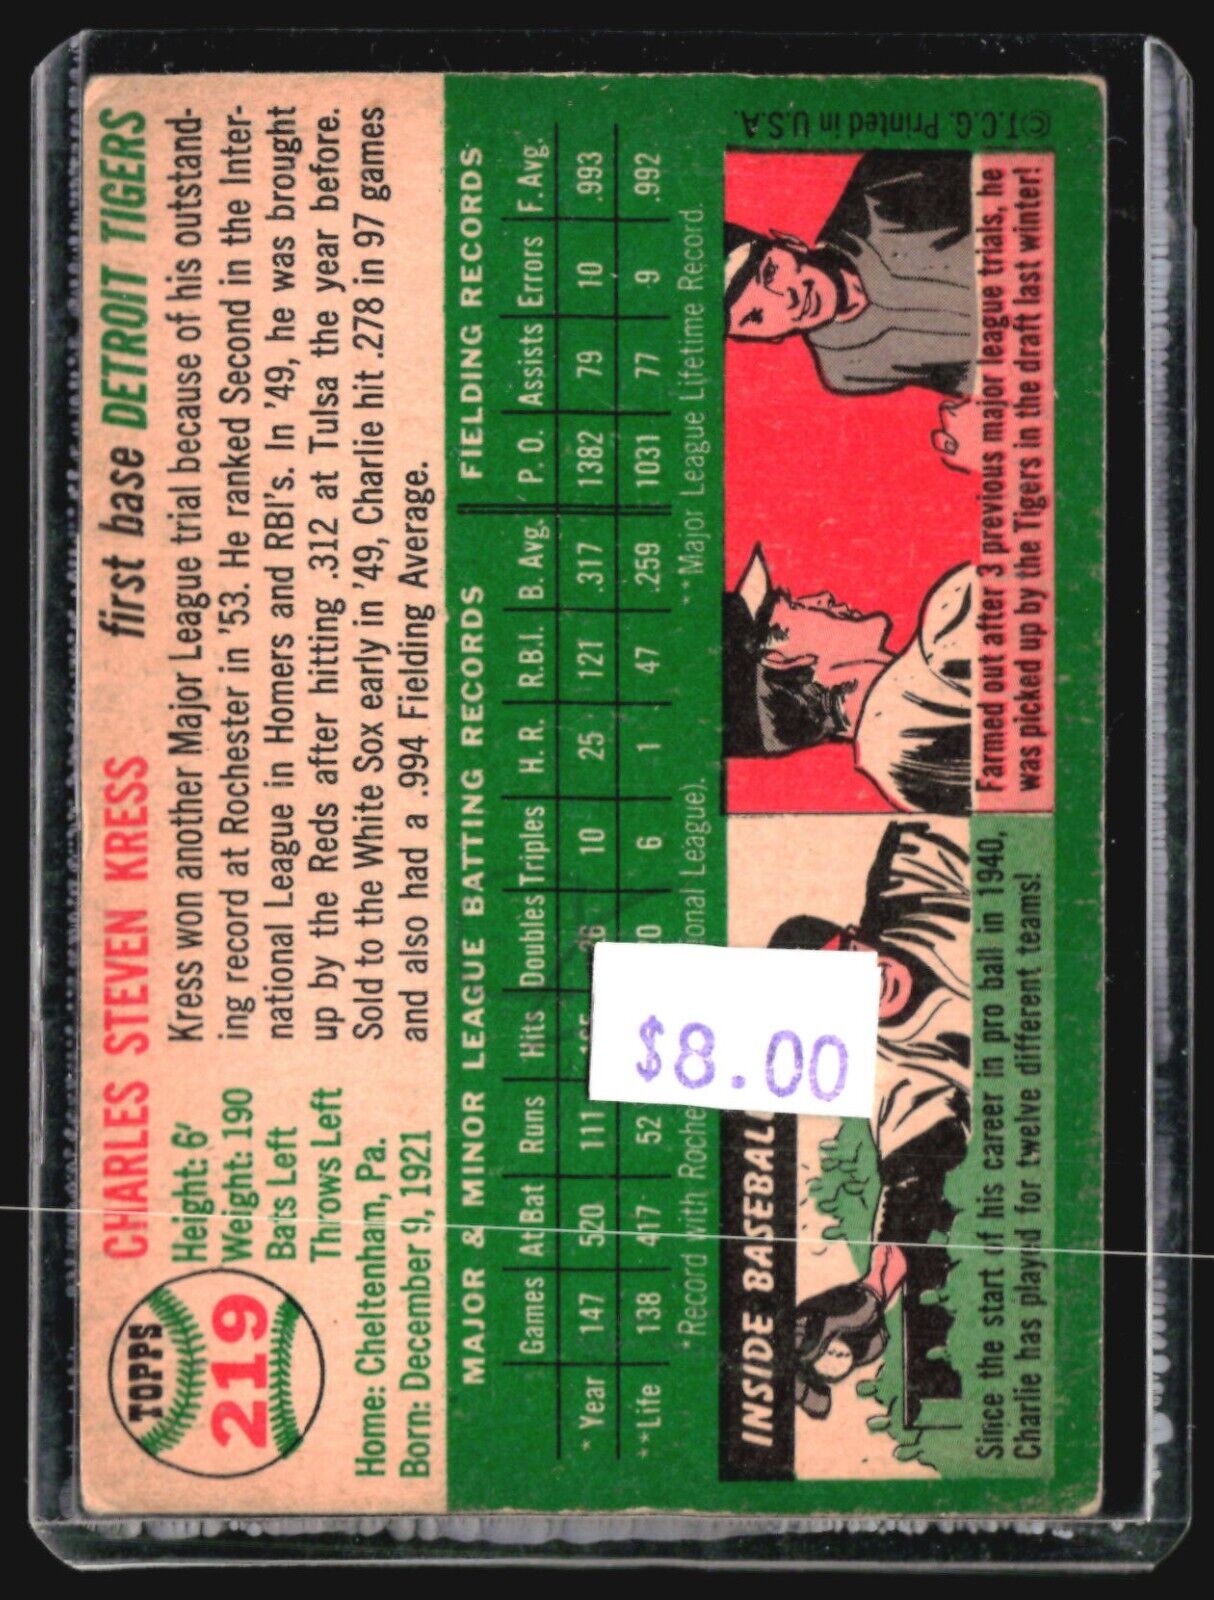 TOPPS
219
CHARLES STEVEN KRESS first base DETROIT TIGERS
Height: 6'
Weight: 190
Bats Left
Throws Left
Home: Cheltenham, Pa.
Born: December 9, 1921
Kress won another Major League trial because of his outstand-
ing record at Rochester in '53. He ranked Second in the Inter-
national League in Homers and RBI's. In '49, he was brought
up by the Reds after hitting .312 at Tulsa the year before.
Sold to the White Sox early in '49, Charlie hit .278 in 97 games
and also had a .994 Fielding Average.
MAJOR & MINOR LEAGUE BATTING RECORDS FIELDING RECORDS
Games At Bat Runs Hits Doubles Triples H. R. R.B.I. B. Avg. P. O. Assists Errors F. Avg.
* Year 147 520 111 26 10 25 121 .317 1382 79 10 .993
**Life 138 417 52 6 1 47 .259 1031 77 9 .992
*Record with Roche onal League). **Major League Lifetime Record.
$8.00
INSIDE BASEBALL
Since the start of his career in pro ball in 1940,
Charlie has played for twelve different teams!
Farmed out after 3 previous major league trials, he
was picked up by the Tigers in the draft last winter!
©T.C.G. Printed in U.S.A.